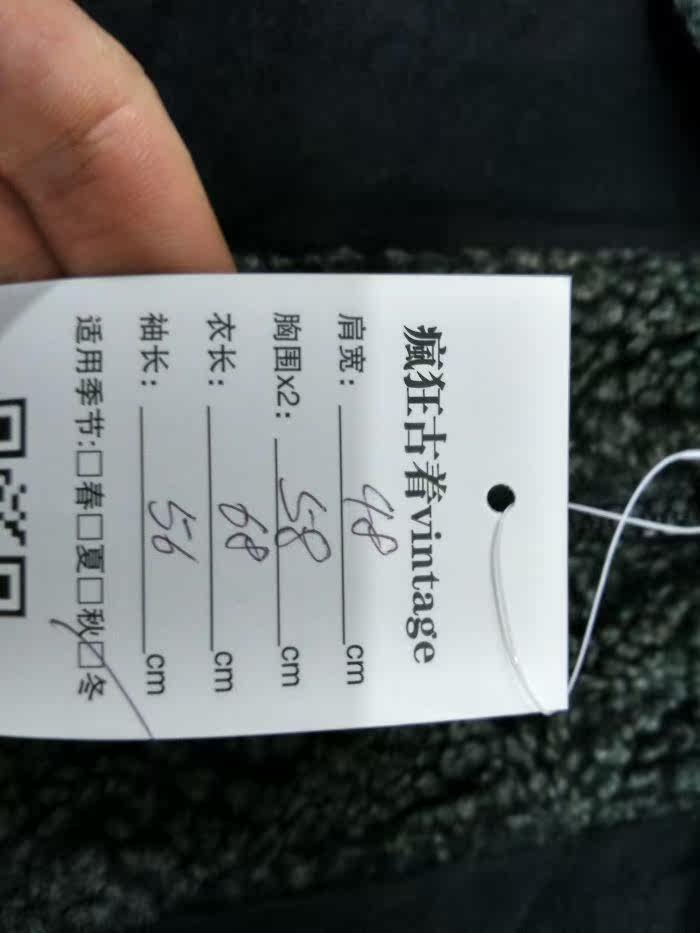 瘋狂古着vintage
肩宽：48cm
胸围x2：58cm
衣长：68cm
袖长：56cm
适用季节:□春□夏□秋□冬